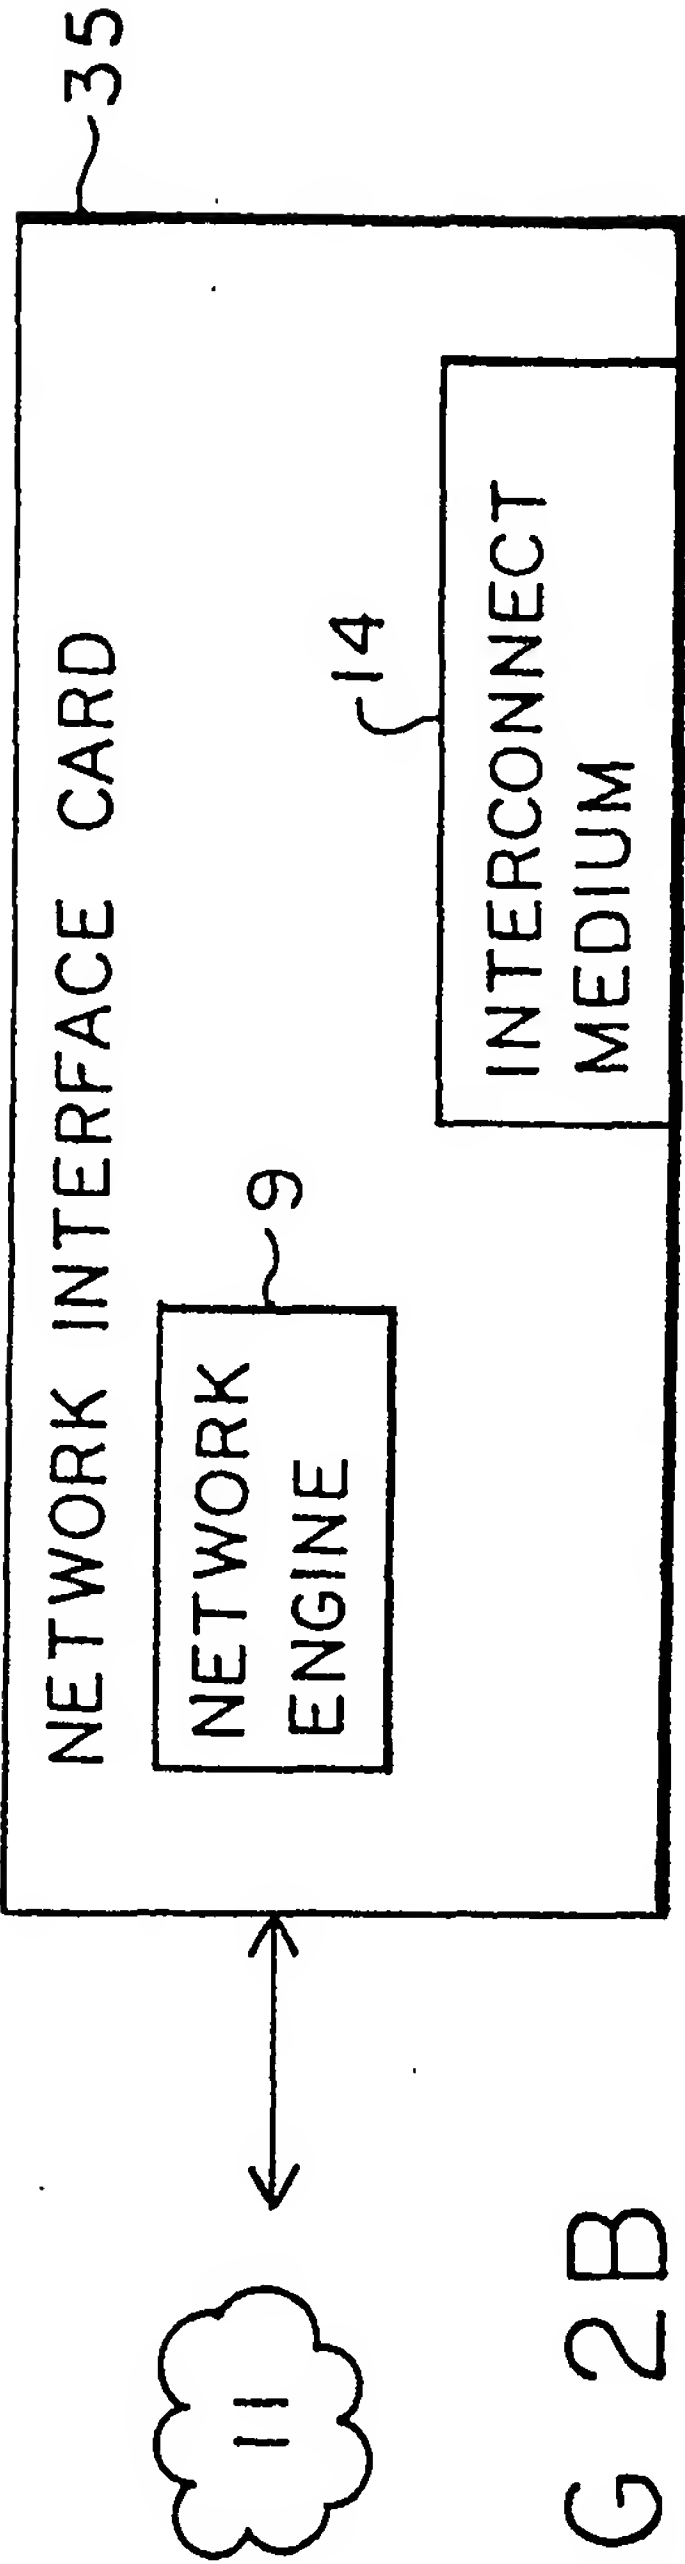 35
NETWORK INTERFACE CARD
14
9
NETWORK
ENGINE
INTERCONNECT
MEDIUM
11
G 2B